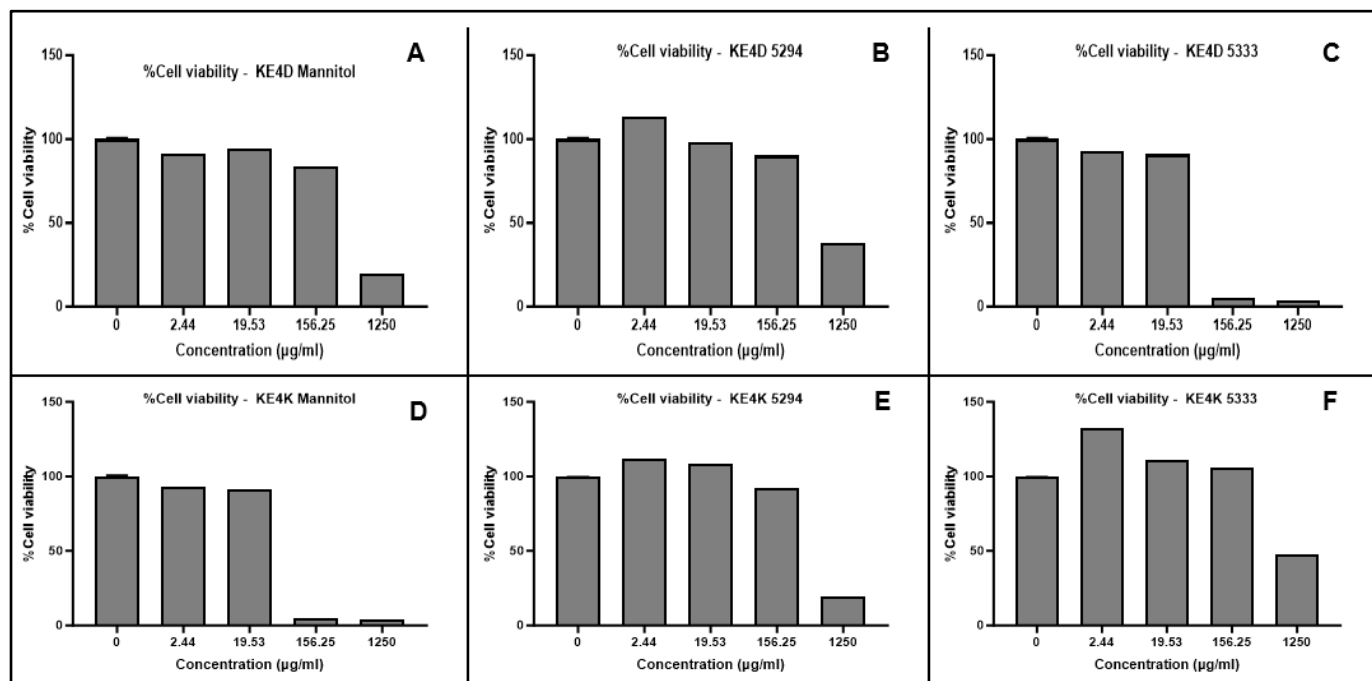 A
%Cell viability - KE4D Mannitol
150
100
50
0
% Cell viability
0 2.44 19.53 156.25 1250
Concentration (µg/ml)
B
%Cell viability - KE4D 5294
150
100
50
0
% Cell viability
0 2.44 19.53 156.25 1250
Concentration (µg/ml)
C
%Cell viability - KE4D 5333
150
100
50
0
% Cell viability
0 2.44 19.53 156.25 1250
Concentration (µg/ml)
D
%Cell viability - KE4K Mannitol
150
100
50
0
% Cell viability
0 2.44 19.53 156.25 1250
Concentration (µg/ml)
E
%Cell viability - KE4K 5294
150
100
50
0
% Cell viability
0 2.44 19.53 156.25 1250
Concentration (µg/ml)
F
%Cell viability - KE4K 5333
150
100
50
0
% Cell viability
0 2.44 19.53 156.25 1250
Concentration (µg/ml)